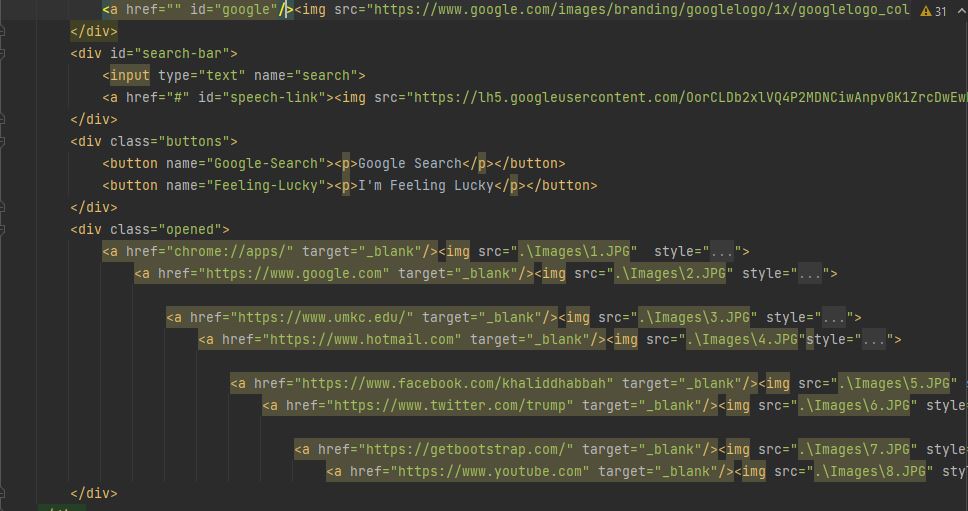 <a href="" id="google"/><img src="https://www.google.com/images/branding/googlelogo/1x/googlelogo_col 31
</div>
<div id="search-bar">
<input type="text" name="search">
<a href="#" id="speech-link"><img src="https://lh5.googleusercontent.com/OorCLDb2xlVQ4P2MDNCiwAnpv0K1ZrcDwEw
</div>
<div class="buttons">
<button name="Google-Search"><p>Google Search</p></button>
<button name="Feeling-Lucky"><p>I'm Feeling Lucky</p></button>
</div>
<div class="opened">
<a href="chrome://apps/" target="_blank"/><img src=".\Images\1.JPG"  style="...">
<a href="https://www.google.com" target="_blank"/><img src=".\Images\2.JPG" style="...">
<a href="https://www.umkc.edu/" target="_blank"/><img src=".\Images\3.JPG" style="...">
<a href="https://www.hotmail.com" target="_blank"/><img src=".\Images\4.JPG"style="...">
<a href="https://www.facebook.com/khaliddhabbah" target="_blank"/><img src=".\Images\5.JPG" s
<a href="https://www.twitter.com/trump" target="_blank"/><img src=".\Images\6.JPG" style=
<a href="https://getbootstrap.com/" target="_blank"/><img src=".\Images\7.JPG" style=
<a href="https://www.youtube.com" target="_blank"/><img src=".\Images\8.JPG" sty
</div>